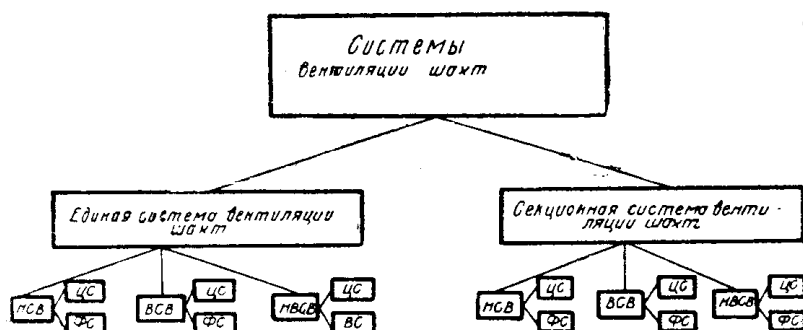 Системы
вентиляции шахт
Единая система вентиляции
шахт
Секционная система венти-
ляции шахт
НСВ
ЦС
ФС
ВСВ
ЦС
ФС
НВСВ
ЦС
ВС
НСВ
ЦС
ФС
ВСВ
ЦС
ФС
НВСВ
ЦС
ФС